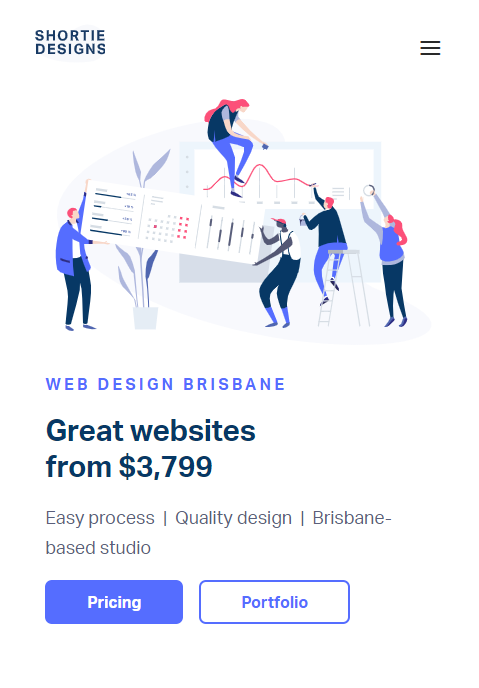 SHORTIE
DESIGNS
WEB DESIGN BRISBANE
Great websites
from $3,799
Easy process | Quality design | Brisbane-
based studio
Pricing
Portfolio